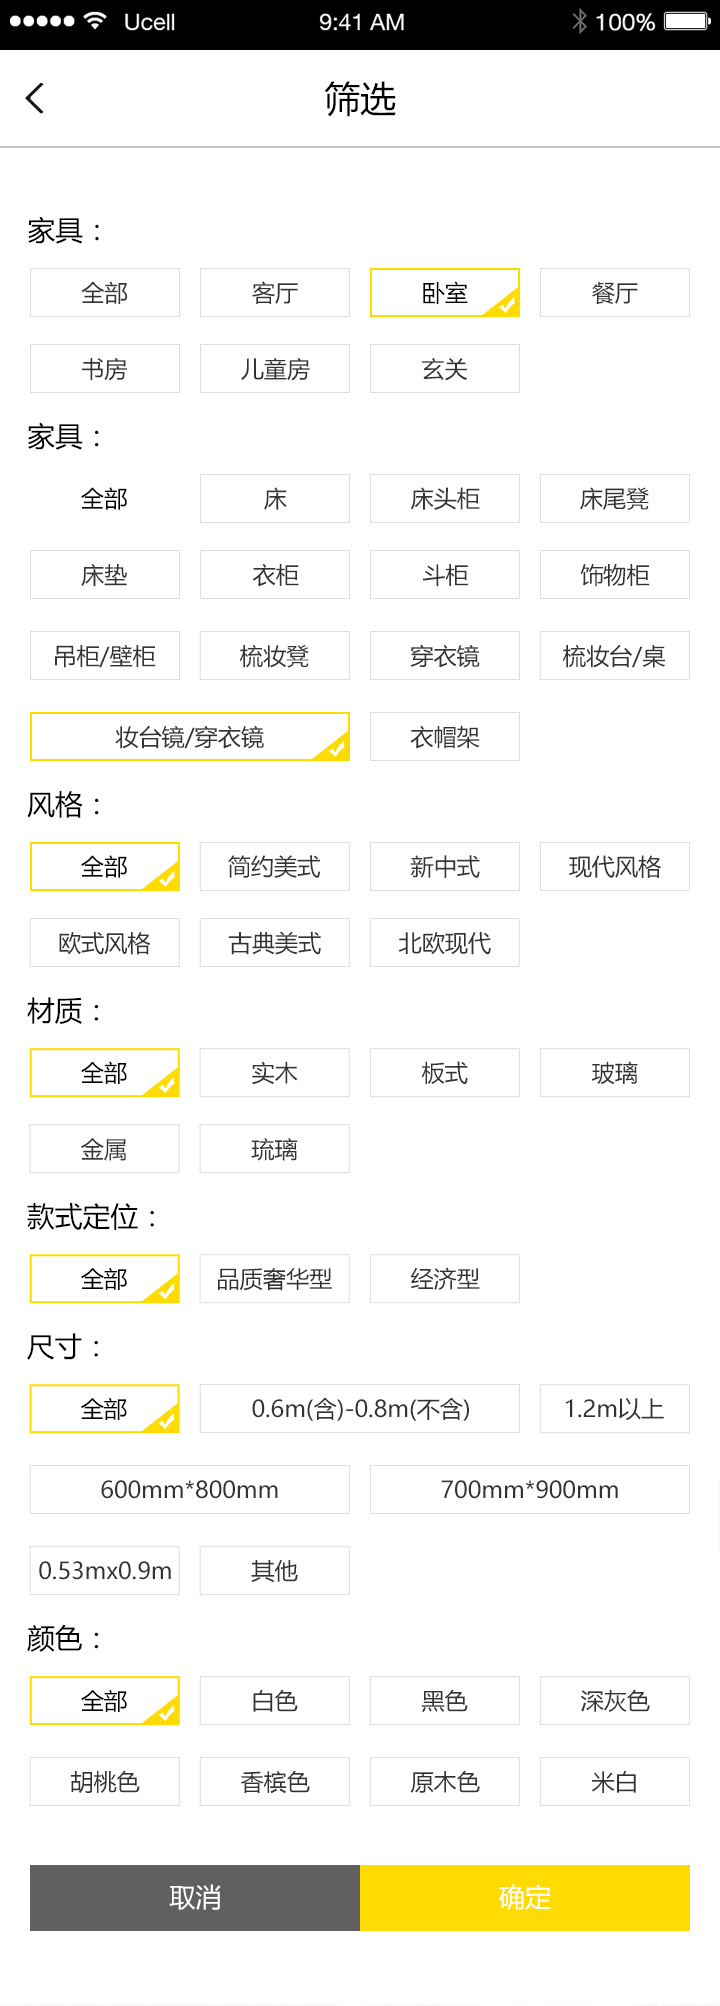 Ucell 9:41 AM 100%
筛选
家具：
全部 客厅 卧室 餐厅
书房 儿童房 玄关
家具：
全部 床 床头柜 床尾凳
床垫 衣柜 斗柜 饰物柜
吊柜/壁柜 梳妆凳 穿衣镜 梳妆台/桌
妆台镜/穿衣镜 衣帽架
风格：
全部 简约美式 新中式 现代风格
欧式风格 古典美式 北欧现代
材质：
全部 实木 板式 玻璃
金属 琉璃
款式定位：
全部 品质奢华型 经济型
尺寸：
全部 0.6m(含)-0.8m(不含) 1.2m以上
600mm*800mm 700mm*900mm
0.53mx0.9m 其他
颜色：
全部 白色 黑色 深灰色
胡桃色 香槟色 原木色 米白
取消 确定